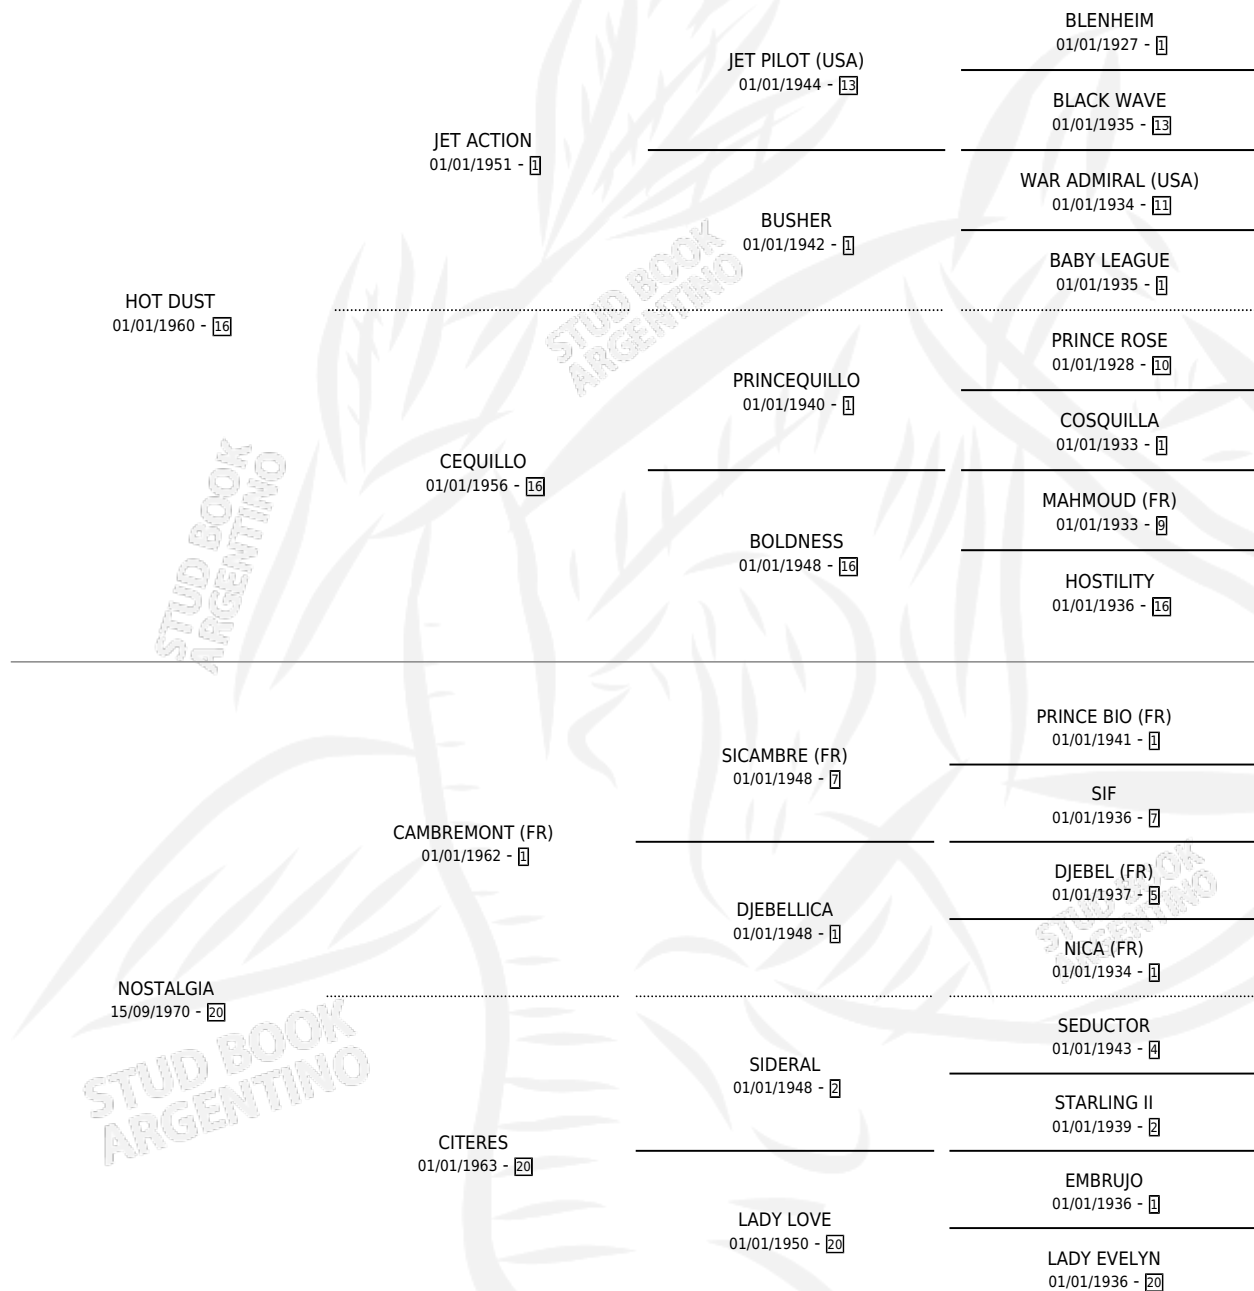 BLENHEIM
01/01/1927 - 1
JET PILOT (USA)
01/01/1944 - 13
BLACK WAVE
01/01/1935 - 13
JET ACTION
01/01/1951 - 1
WAR ADMIRAL (USA)
01/01/1934 - 11
BUSHER
01/01/1942 - 1
BABY LEAGUE
01/01/1935 - 1
HOT DUST
01/01/1960 - 16
PRINCE ROSE
01/01/1928 - 10
PRINCEQUILLO
01/01/1940 - 1
COSQUILLA
01/01/1933 - 1
CEQUILLO
01/01/1956 - 16
MAHMOUD (FR)
01/01/1933 - 9
BOLDNESS
01/01/1948 - 16
HOSTILITY
01/01/1936 - 16
PRINCE BIO (FR)
01/01/1941 - 1
SICAMBRE (FR)
01/01/1948 - 7
SIF
01/01/1936 - 7
CAMBREMONT (FR)
01/01/1962 - 1
DJEBEL (FR)
01/01/1937 - 5
DJEBELLICA
01/01/1948 - 1
NICA (FR)
01/01/1934 - 1
NOSTALGIA
15/09/1970 - 20
SEDUCTOR
01/01/1943 - 4
SIDERAL
01/01/1948 - 2
STARLING II
01/01/1939 - 2
CITERES
01/01/1963 - 20
EMBRUJO
01/01/1936 - 1
LADY LOVE
01/01/1950 - 20
LADY EVELYN
01/01/1936 - 20
STUD BOOK
ARGENTINO
STUD BOOK
ARGENTINO
STUD BOOK
ARGENTINO
STUD BOOK
ARGENTINO